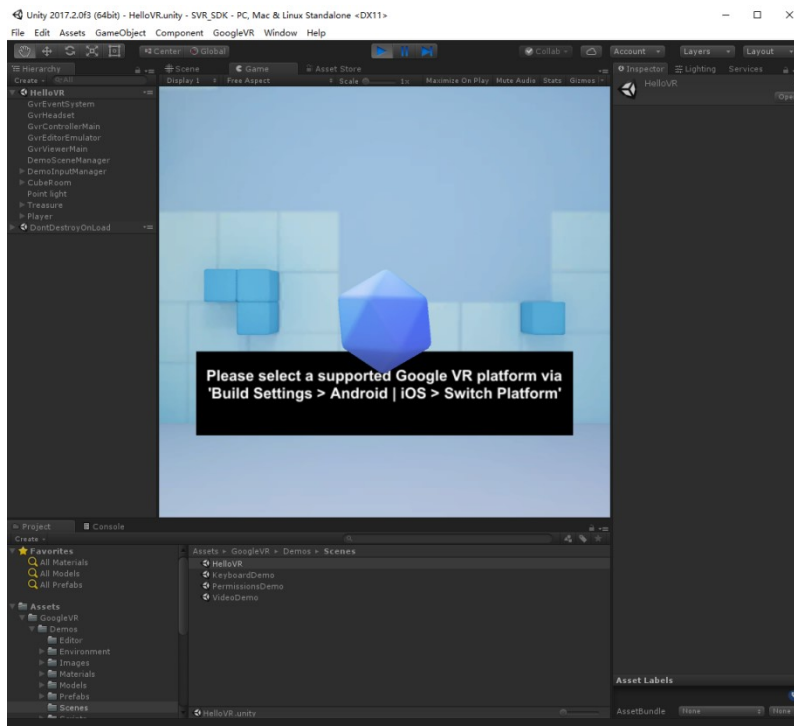 Unity 2017.2.0f3 (64bit) - HelloVR.unity - SVR_SDK - PC, Mac & Linux Standalone <DX11>
File Edit Assets GameObject Component GoogleVR Window Help
Center Global Collab Account Layers Layout
Hierarchy Scene Game Asset Store Inspector Lighting Services
Create All Display 1 Free Aspect Scale 1x Maximize On Play Mute Audio Stats Gizmos
HelloVR
HelloVR
Ope
GvrEventSystem
GvrHeadset
GvrControllerMain
GvrEditorEmulator
GvrViewerMain
DemoSceneManager
DemoInputManager
CubeRoom
Point light
Treasure
Player
DontDestroyOnLoad
Please select a supported Google VR platform via
'Build Settings > Android | iOS > Switch Platform'
Project Console
Create
Favorites
All Materials
All Models
All Prefabs
Assets
GoogleVR
Demos
Editor
Environment
Images
Materials
Models
Prefabs
Scenes
Assets ▸ GoogleVR ▸ Demos ▸ Scenes
HelloVR
KeyboardDemo
PermissionsDemo
VideoDemo
HelloVR.unity
Asset Labels
AssetBundle None None